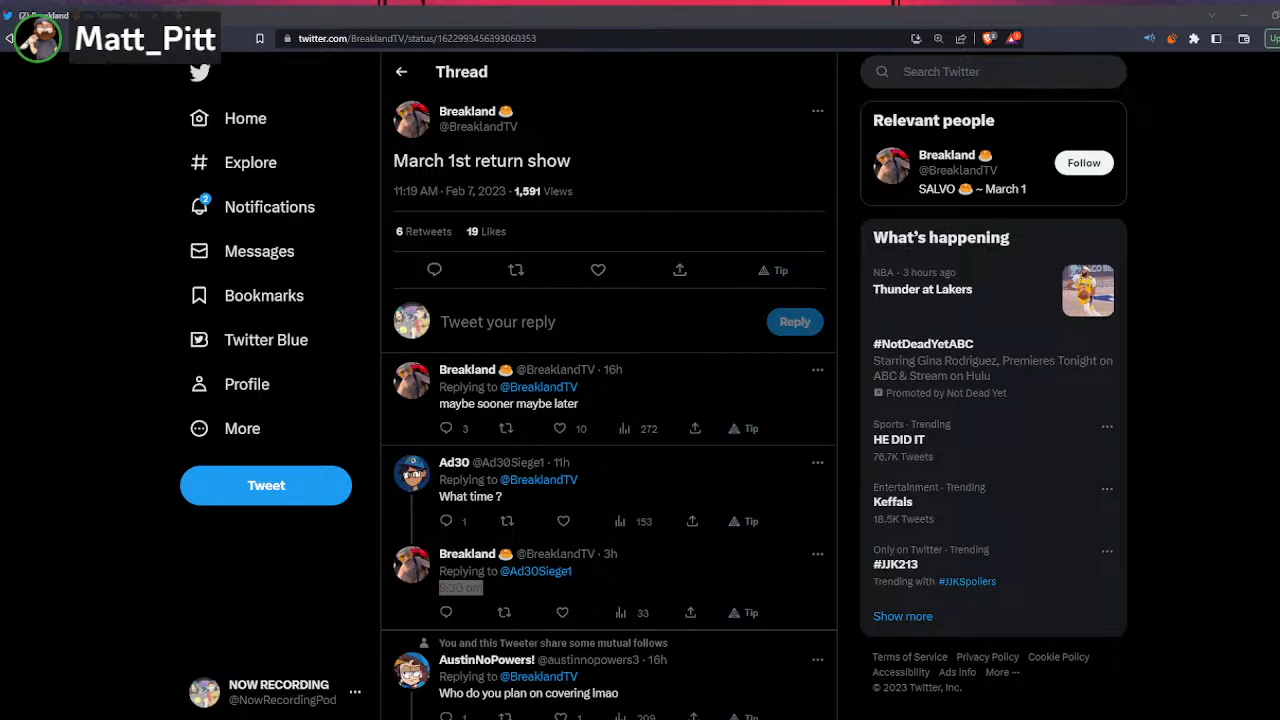 (2) Breakland
Matt_Pitt
twitter.com/BreaklandTV/status/1622993456393060353
Home
Explore
2
Notifications
Messages
Bookmarks
Twitter Blue
Profile
More
Tweet
NOW RECORDING
@NowRecordingPod
Thread
Breakland
@BreaklandTV
March 1st return show
11:19 AM · Feb 7, 2023 · 1,591 Views
6 Retweets 19 Likes
Tip
Tweet your reply
Reply
Breakland @BreaklandTV · 16h
Replying to @BreaklandTV
maybe sooner maybe later
3 10 272 Tip
Ad30 @Ad30Siege1 · 11h
Replying to @BreaklandTV
What time ?
1 153 Tip
Breakland @BreaklandTV · 3h
Replying to @Ad30Siege1
33 Tip
You and this Tweeter share some mutual follows
AustinNoPowers! @austinnopowers3 · 16h
Replying to @BreaklandTV
Who do you plan on covering lmao
1 1 209 Tip
Search Twitter
Relevant people
Breakland
@BreaklandTV
Follow
SALVO ~ March 1
What's happening
NBA · 3 hours ago
Thunder at Lakers
#NotDeadYetABC
Starring Gina Rodriguez, Premieres Tonight on
ABC & Stream on Hulu
Promoted by Not Dead Yet
Sports · Trending
HE DID IT
76.7K Tweets
Entertainment · Trending
Keffals
18.5K Tweets
Only on Twitter · Trending
#JJK213
Trending with #JJKSpoilers
Show more
Terms of Service Privacy Policy Cookie Policy
Accessibility Ads Info More ···
© 2023 Twitter, Inc.